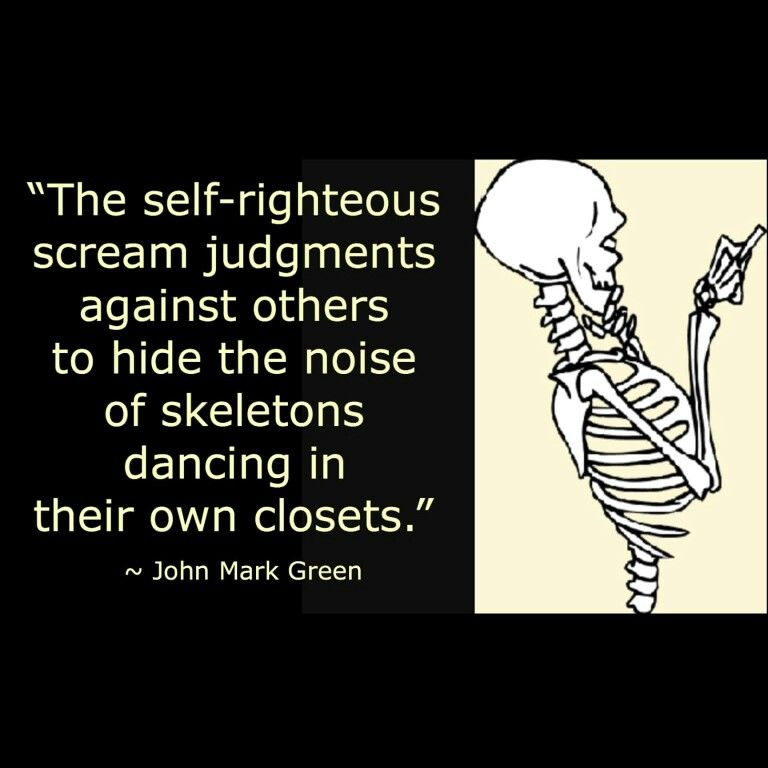 “The self-righteous
scream judgments
against others
to hide the noise
of skeletons
dancing in
their own closets.”
~ John Mark Green